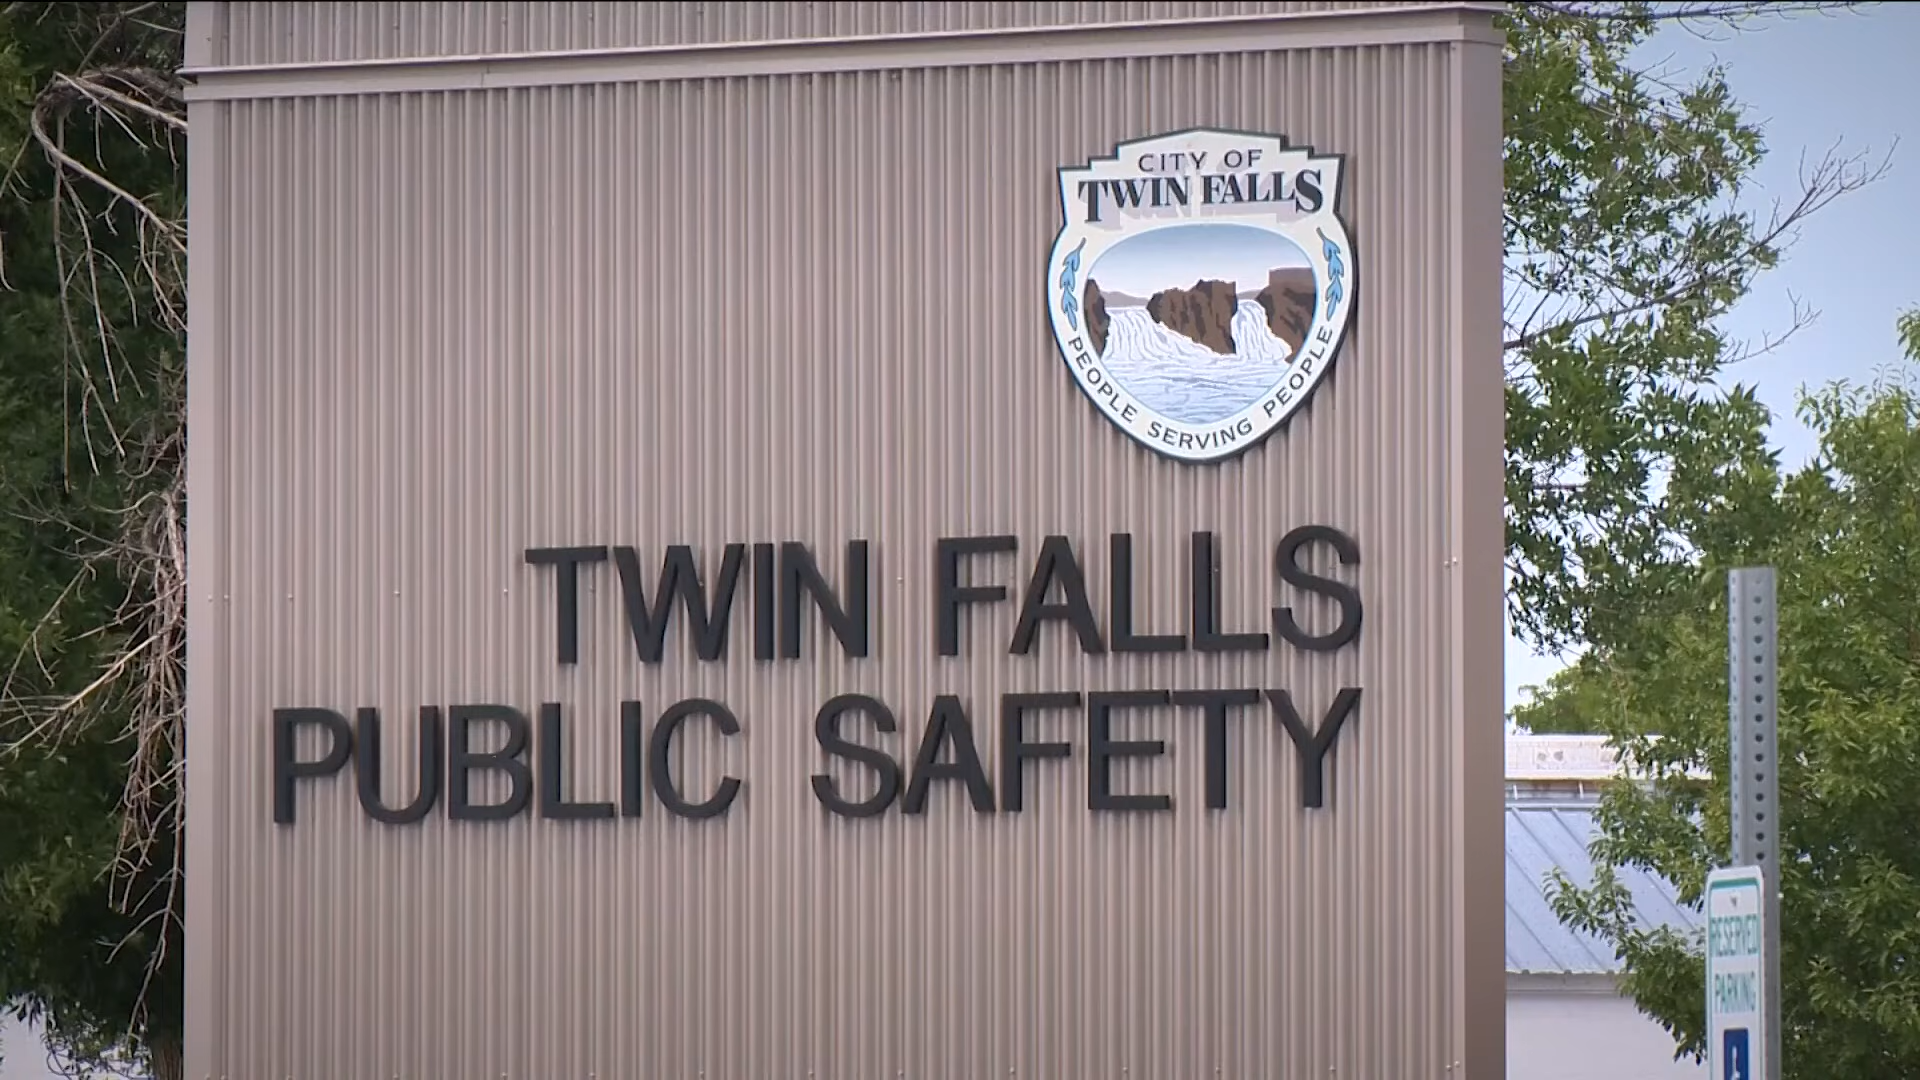 CITY OF
TWIN FALLS
PEOPLE SERVING PEOPLE
TWIN FALLS
PUBLIC SAFETY
RESERVED
PARKING